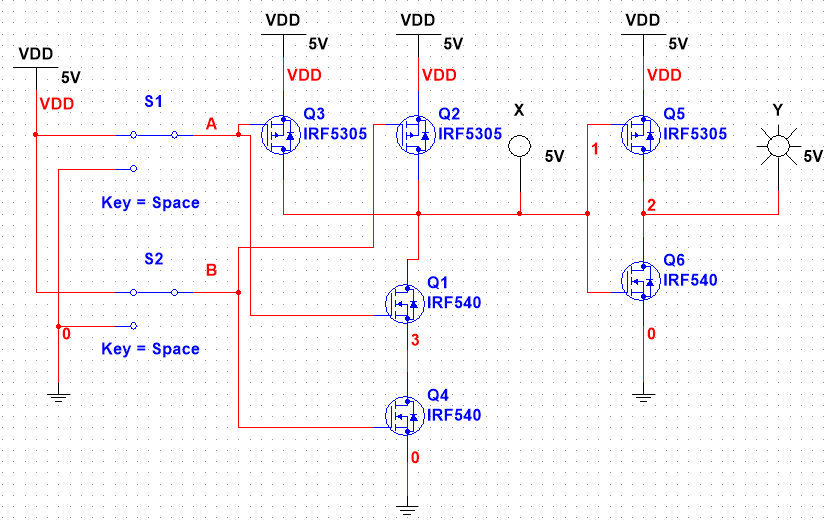 VDD
5V
VDD
VDD
5V
VDD
VDD
5V
VDD
VDD
5V
VDD
S1
A
Key = Space
S2
B
0
Key = Space
Q3
IRF5305
Q2
IRF5305
X
5V
Q5
IRF5305
1
Y
5V
2
Q1
IRF540
3
Q6
IRF540
0
Q4
IRF540
0